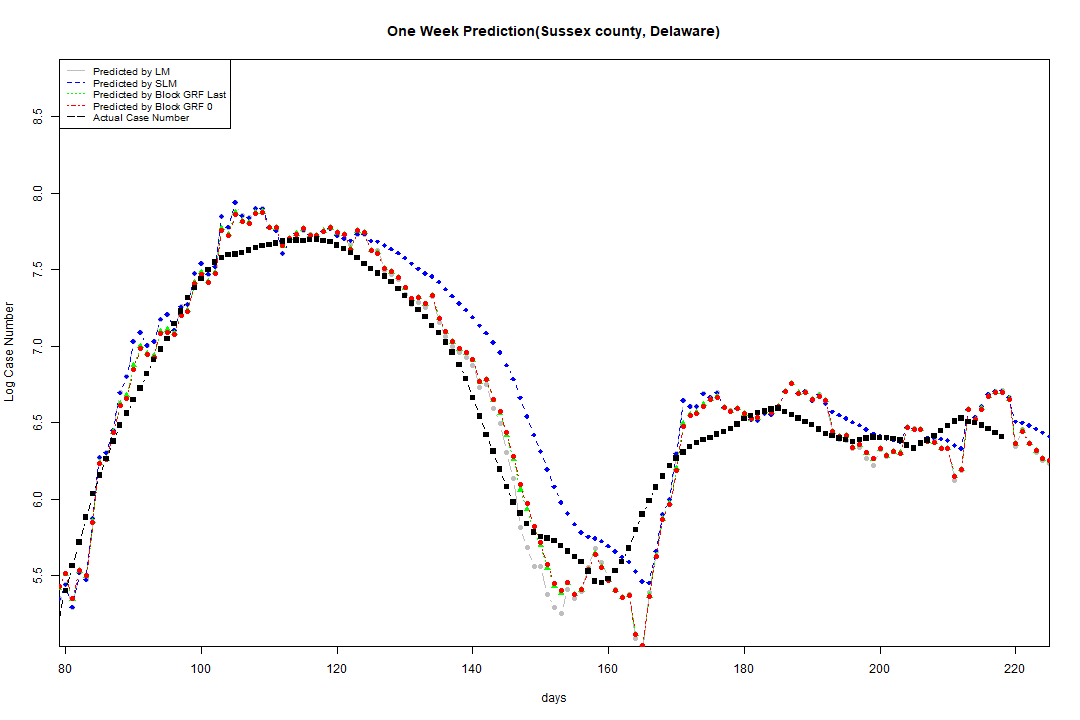 One Week Prediction(Sussex county, Delaware)
Predicted by LM
Predicted by SLM
Predicted by Block GRF Last
Predicted by Block GRF 0
Actual Case Number
8.5
8.0
7.5
7.0
6.5
6.0
5.5
Log Case Number
80 100 120 140 160 180 200 220
days